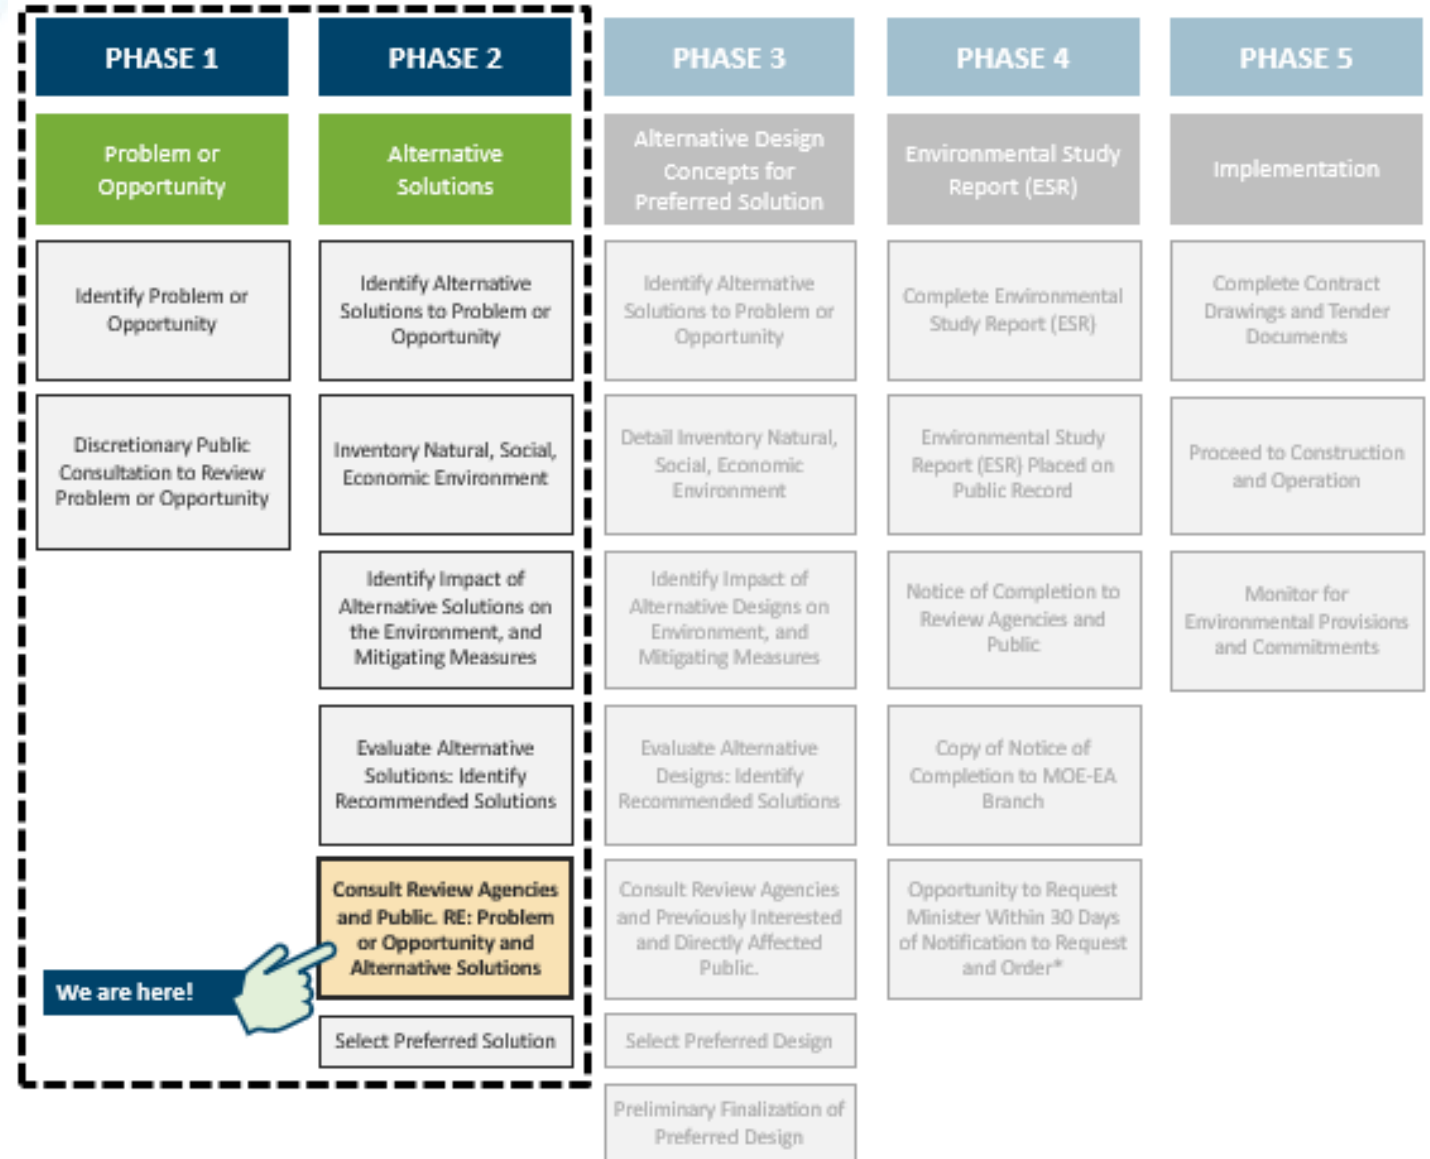 PHASE 1
Problem or
Opportunity
Identify Problem or
Opportunity
Discretionary Public
Consultation to Review
Problem or Opportunity
We are here!
PHASE 2
Alternative
Solutions
Identify Alternative
Solutions to Problem or
Opportunity
Inventory Natural, Social,
Economic Environment
Identify Impact of
Alternative Solutions on
the Environment, and
Mitigating Measures
Evaluate Alternative
Solutions: Identify
Recommended Solutions
Consult Review Agencies
and Public. RE: Problem
or Opportunity and
Alternative Solutions
Select Preferred Solution
PHASE 3
Alternative Design
Concepts for
Preferred Solution
Identify Alternative
Solutions to Problem or
Opportunity
Detail Inventory Natural,
Social, Economic
Environment
Identify Impact of
Alternative Designs on
Environment, and
Mitigating Measures
Evaluate Alternative
Designs: Identify
Recommended Solutions
Consult Review Agencies
and Previously Interested
and Directly Affected
Public.
Select Preferred Design
Preliminary Finalization of
Preferred Design
PHASE 4
Environmental Study
Report (ESR)
Complete Environmental
Study Report (ESR)
Environmental Study
Report (ESR) Placed on
Public Record
Notice of Completion to
Review Agencies and
Public
Copy of Notice of
Completion to MOE-EA
Branch
Opportunity to Request
Minister Within 30 Days
of Notification to Request
and Order*
PHASE 5
Implementation
Complete Contract
Drawings and Tender
Documents
Proceed to Construction
and Operation
Monitor for
Environmental Provisions
and Commitments